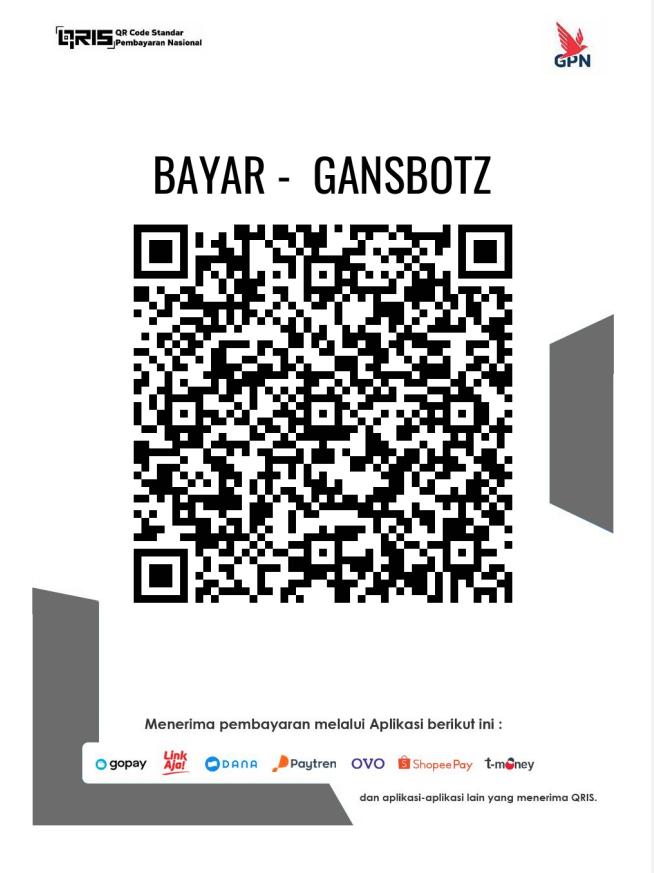 QRIS QR Code Standar
Pembayaran Nasional
GPN
BAYAR - GANSBOTZ
Menerima pembayaran melalui Aplikasi berikut ini :
gopay Link Aja! DANA Paytren OVO ShopeePay t-money
dan aplikasi-aplikasi lain yang menerima QRIS.